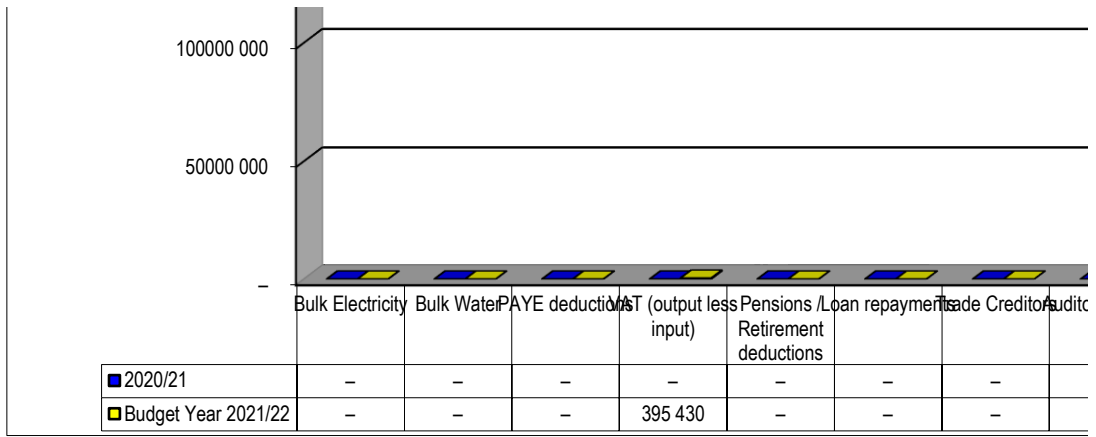 100000 000
50000 000
–
Bulk Electricity Bulk Water PAYE deductions VAT (output less input) Pensions / Retirement deductions Loan repayments Trade Creditors Audito
2020/21 – – – – – – –
Budget Year 2021/22 – – – 395 430 – – –